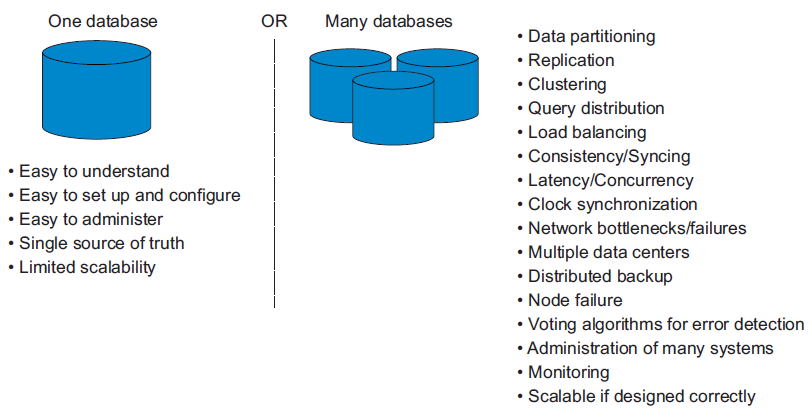 One database
OR
Many databases
• Easy to understand
• Easy to set up and configure
• Easy to administer
• Single source of truth
• Limited scalability
• Data partitioning
• Replication
• Clustering
• Query distribution
• Load balancing
• Consistency/Syncing
• Latency/Concurrency
• Clock synchronization
• Network bottlenecks/failures
• Multiple data centers
• Distributed backup
• Node failure
• Voting algorithms for error detection
• Administration of many systems
• Monitoring
• Scalable if designed correctly